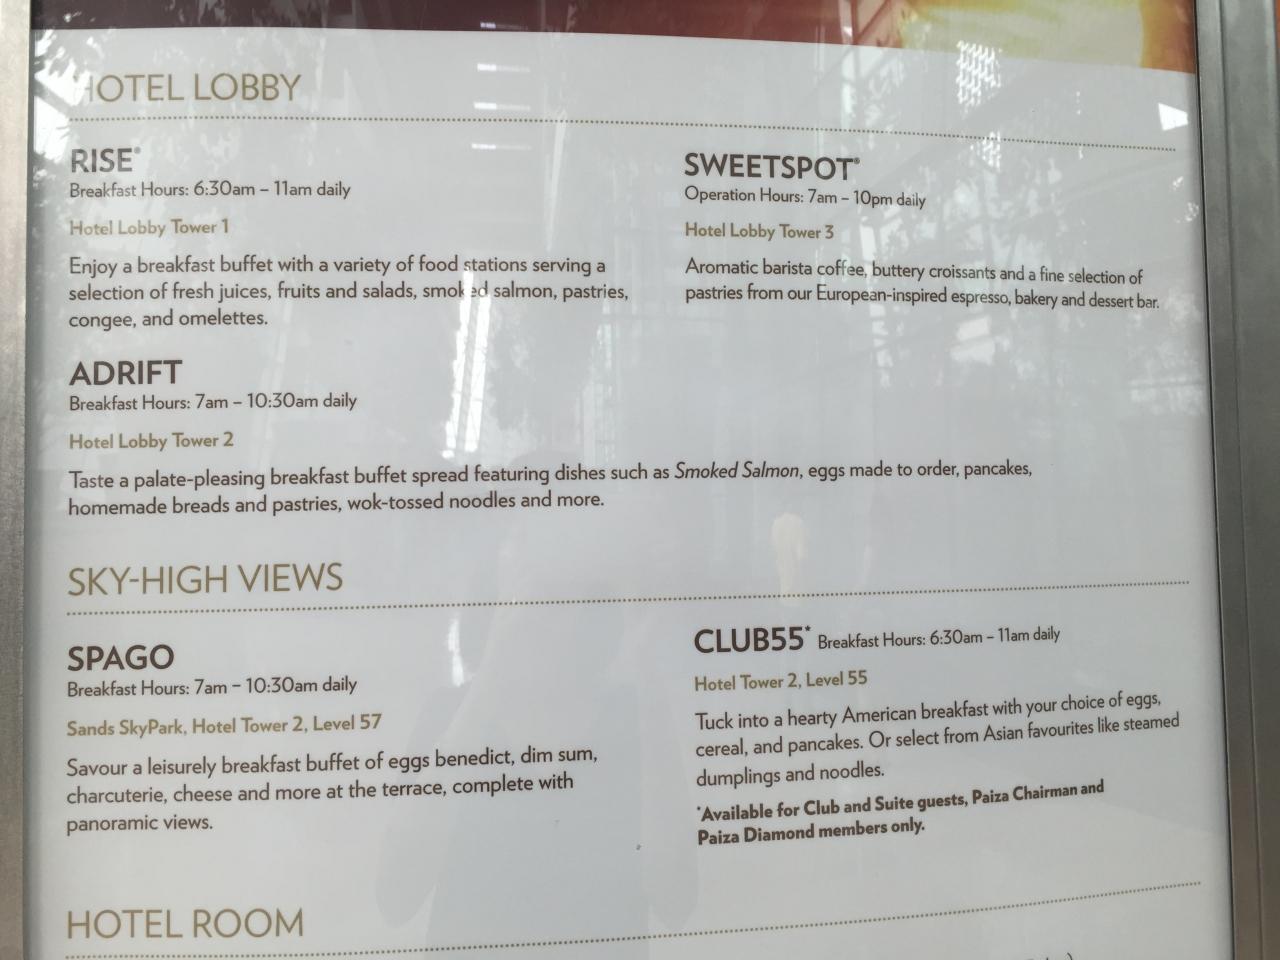 HOTEL LOBBY
RISE®
Breakfast Hours: 6:30am – 11am daily
Hotel Lobby Tower 1
Enjoy a breakfast buffet with a variety of food stations serving a
selection of fresh juices, fruits and salads, smoked salmon, pastries,
congee, and omelettes.
SWEETSPOT®
Operation Hours: 7am – 10pm daily
Hotel Lobby Tower 3
Aromatic barista coffee, buttery croissants and a fine selection of
pastries from our European-inspired espresso, bakery and dessert bar.
ADRIFT
Breakfast Hours: 7am – 10:30am daily
Hotel Lobby Tower 2
Taste a palate-pleasing breakfast buffet spread featuring dishes such as Smoked Salmon, eggs made to order, pancakes,
homemade breads and pastries, wok-tossed noodles and more.
SKY-HIGH VIEWS
SPAGO
Breakfast Hours: 7am – 10:30am daily
Sands SkyPark, Hotel Tower 2, Level 57
Savour a leisurely breakfast buffet of eggs benedict, dim sum,
charcuterie, cheese and more at the terrace, complete with
panoramic views.
CLUB55* Breakfast Hours: 6:30am – 11am daily
Hotel Tower 2, Level 55
Tuck into a hearty American breakfast with your choice of eggs,
cereal, and pancakes. Or select from Asian favourites like steamed
dumplings and noodles.
*Available for Club and Suite guests, Paiza Chairman and
Paiza Diamond members only.
HOTEL ROOM